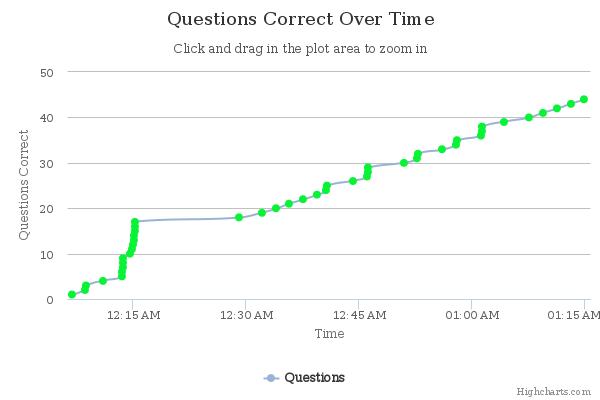 Questions Correct Over Time
Click and drag in the plot area to zoom in
Questions Correct
50
40
30
20
10
0
12:15 AM 12:30 AM 12:45 AM 01:00 AM 01:15 AM
Time
Questions
Highcharts.com